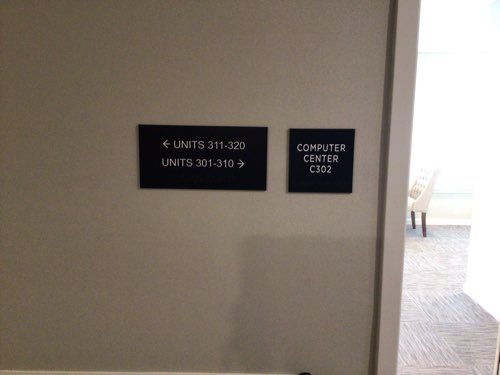 ← UNITS 311-320
UNITS 301-310 →
COMPUTER
CENTER
C302